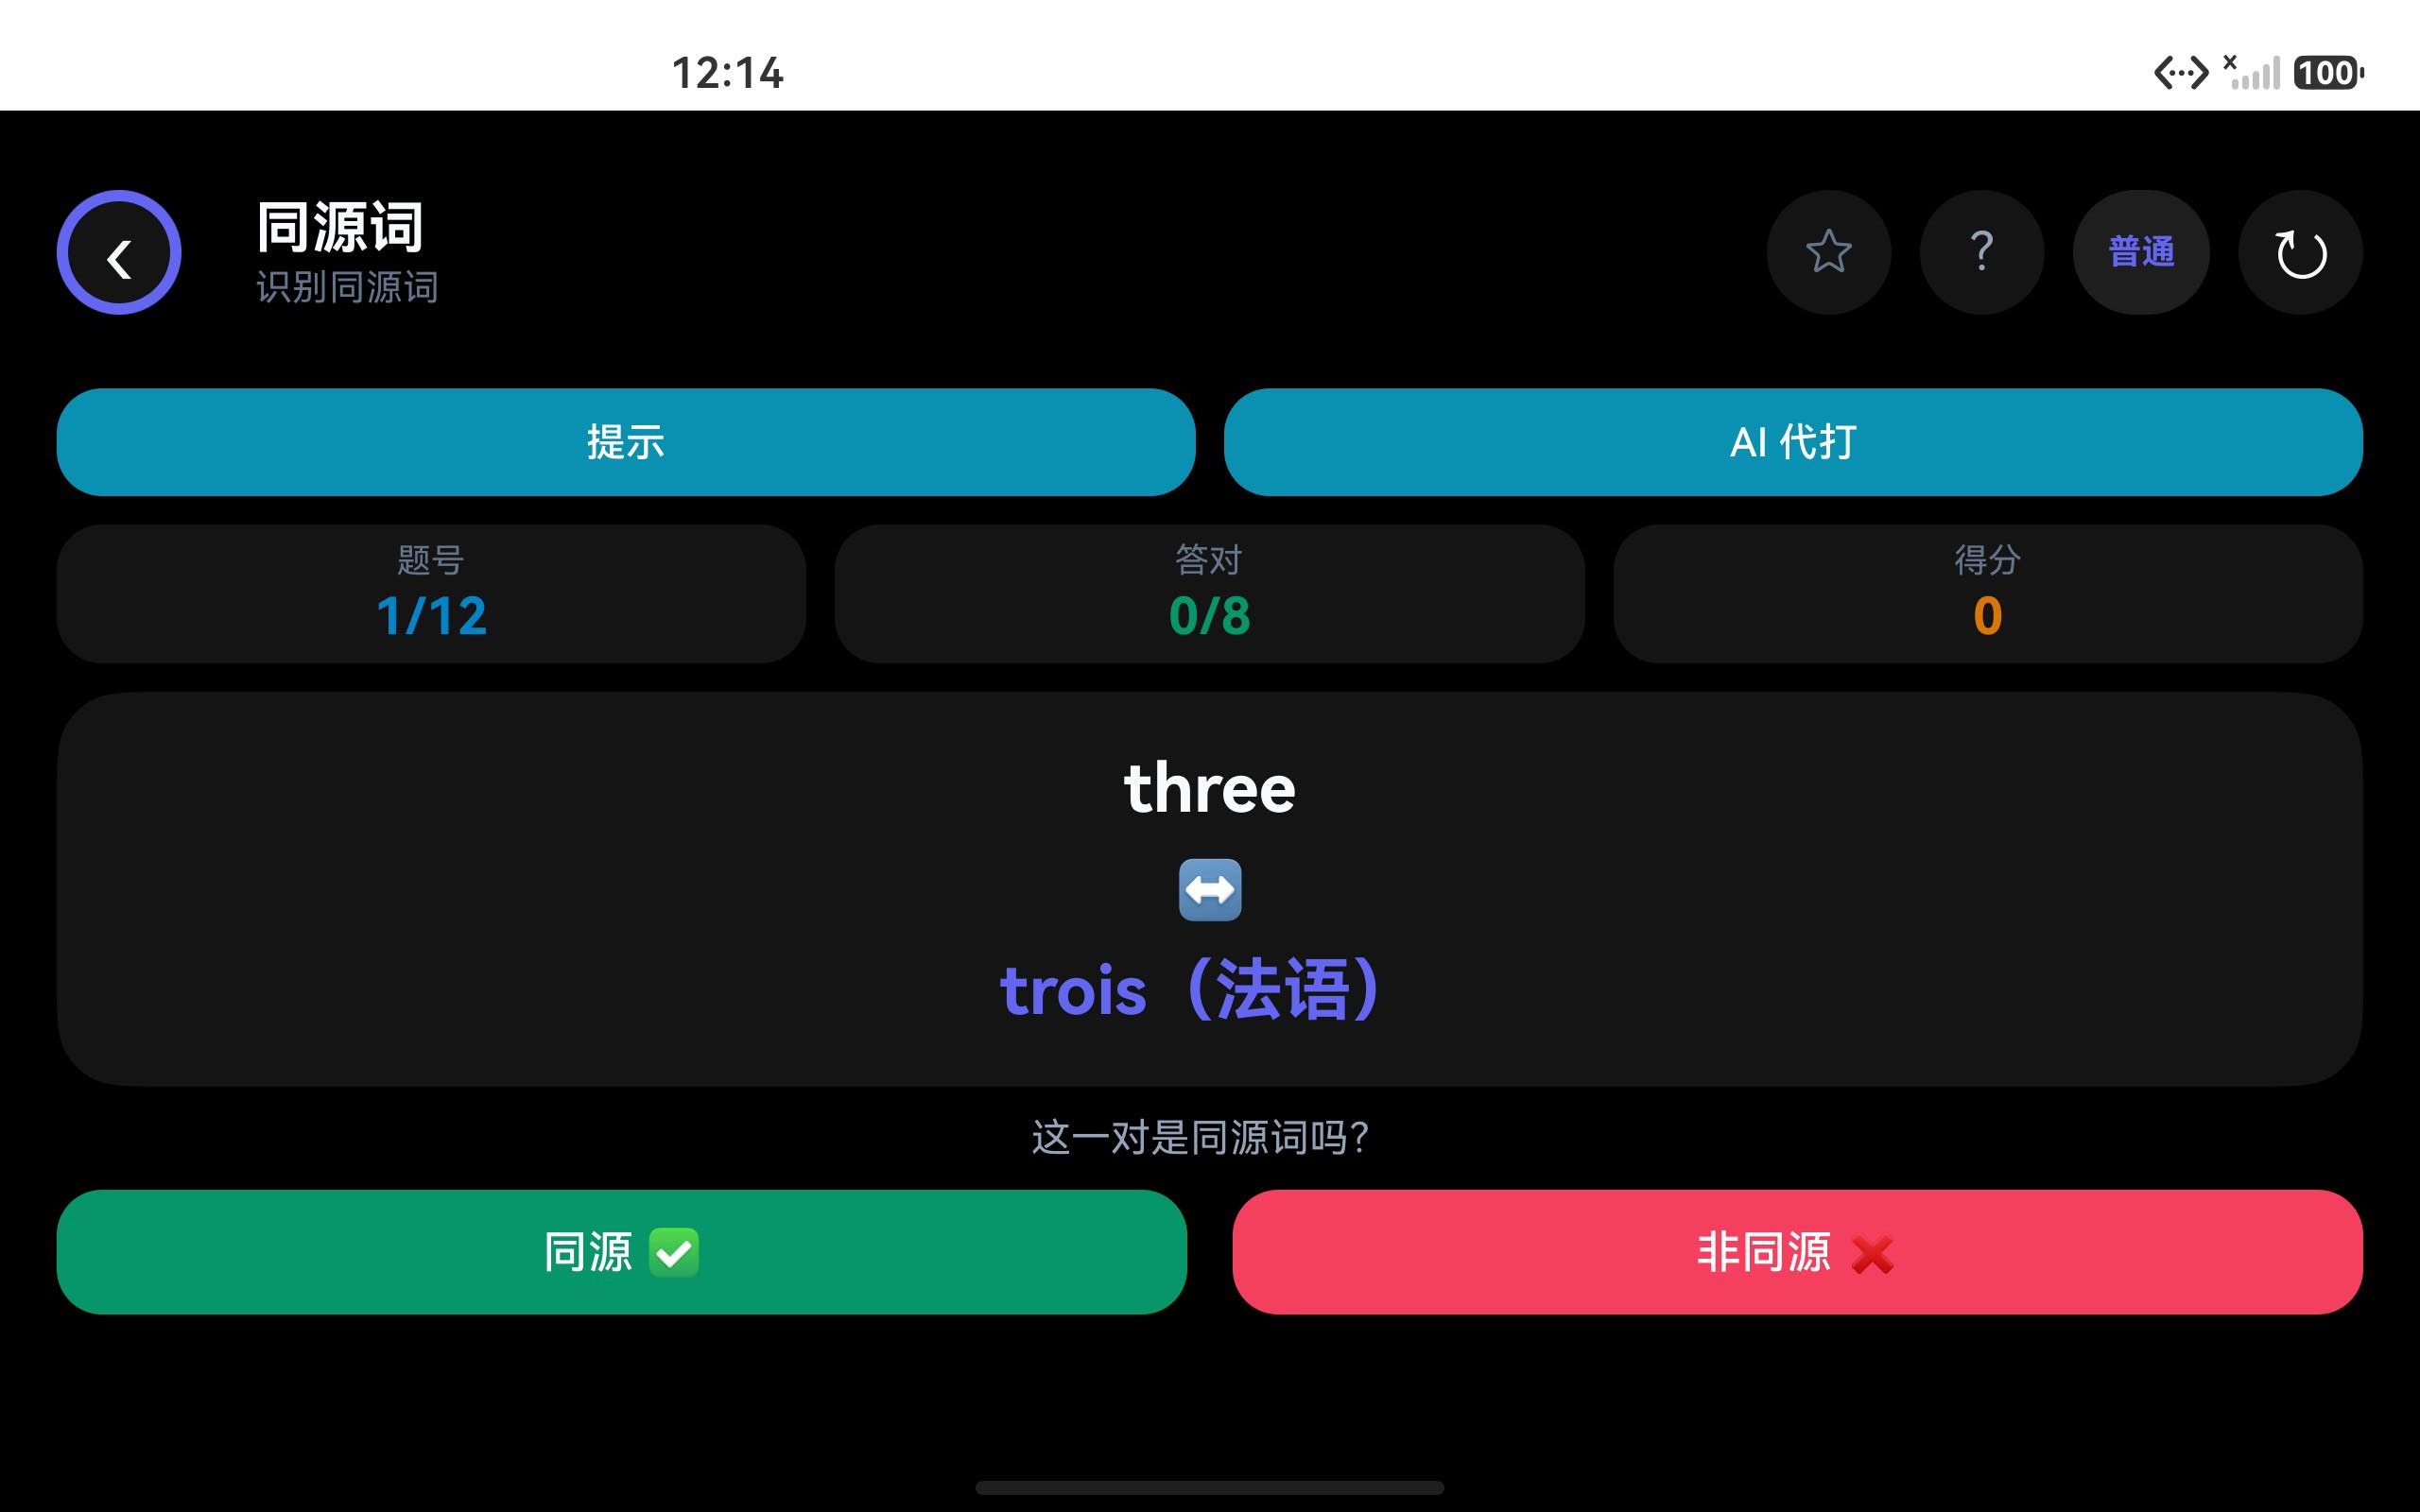 12:14
100
同源词
识别同源词
?
普通
提示
AI 代打
题号
1/12
答对
0/8
得分
0
three
trois（法语）
这一对是同源词吗？
同源
非同源